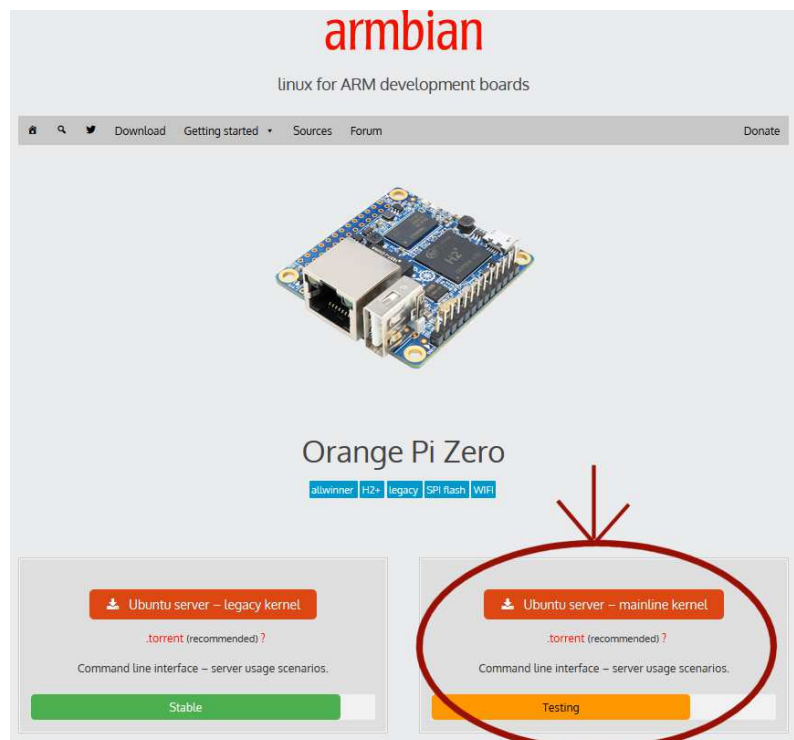 armbian
linux for ARM development boards
Download Getting started Sources Forum Donate
H2+
Orange Pi Zero
allwinner H2+ legacy SPI flash WIFI
Ubuntu server – legacy kernel
.torrent (recommended) ?
Command line interface – server usage scenarios.
Stable
Ubuntu server – mainline kernel
.torrent (recommended) ?
Command line interface – server usage scenarios.
Testing